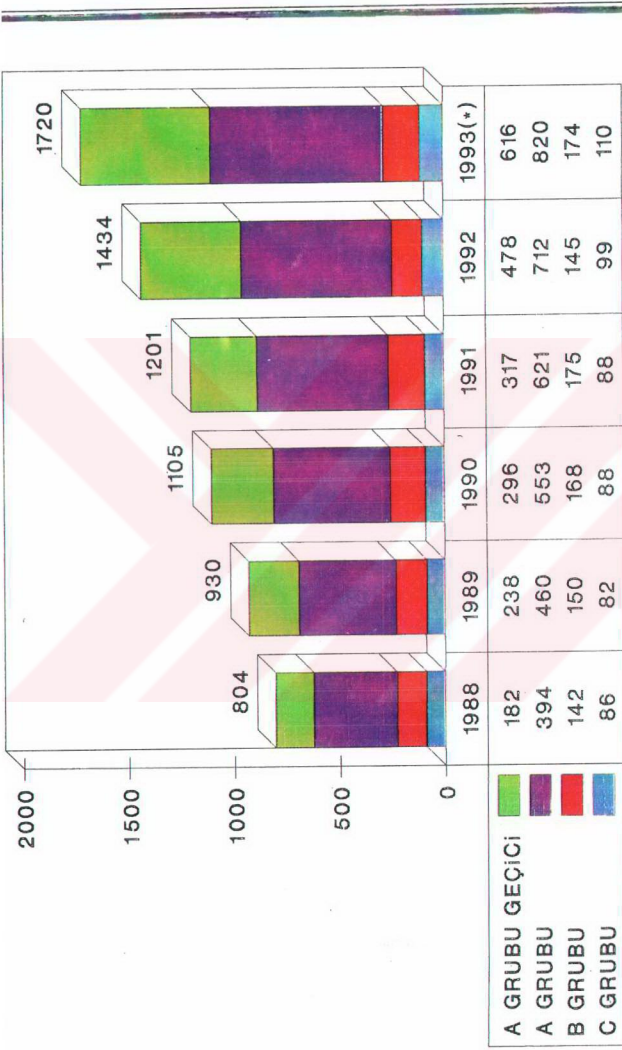 2000
1500
1000
500
0
804
930
1105
1201
1434
1720
1988 1989 1990 1991 1992 1993(*)
A GRUBU GEÇİCİ 182 238 296 317 478 616
A GRUBU 394 460 553 621 712 820
B GRUBU 142 150 168 175 145 174
C GRUBU 86 82 88 88 99 110